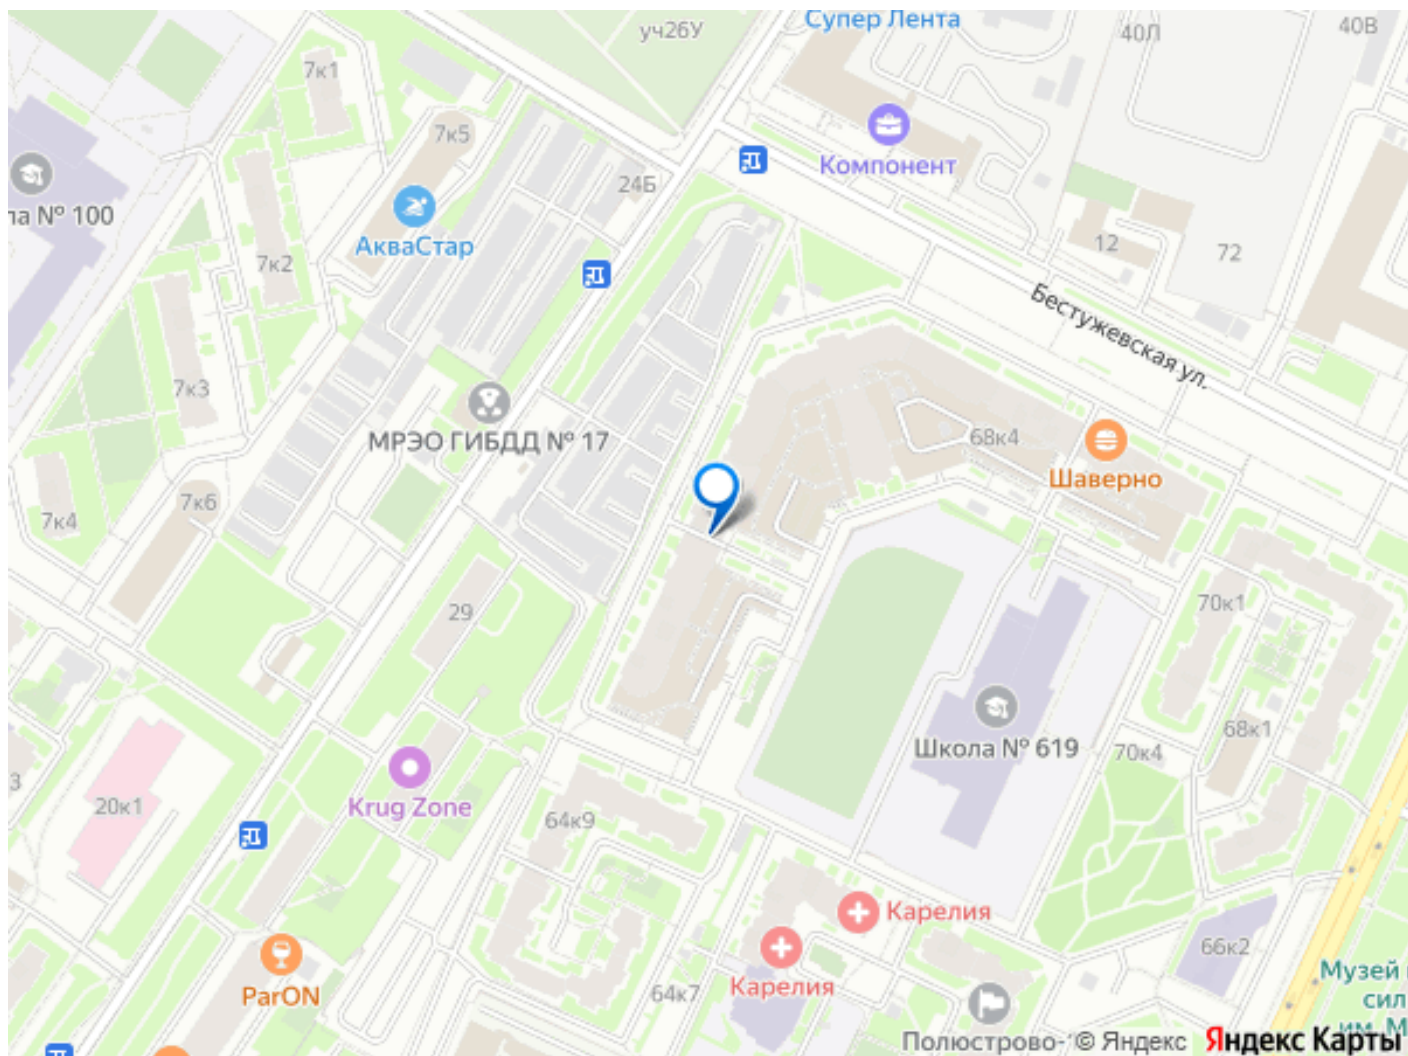 Супер Лента
уч26У
40Л
40В
7к1
7к5
Компонент
24Б
ла № 100
АкваСтар
12
72
7к2
Бестужевская ул.
7к3
МРЭО ГИБДД № 17
68к4
Шаверно
7к6
7к4
29
70к1
68к1
Школа № 619
70к4
3
20к1
Krug Zone
64к9
Карелия
66к2
Карелия
ParON
64к7
Музей
сил
им. М
Полюстрово-
© Яндекс
Яндекс Карты